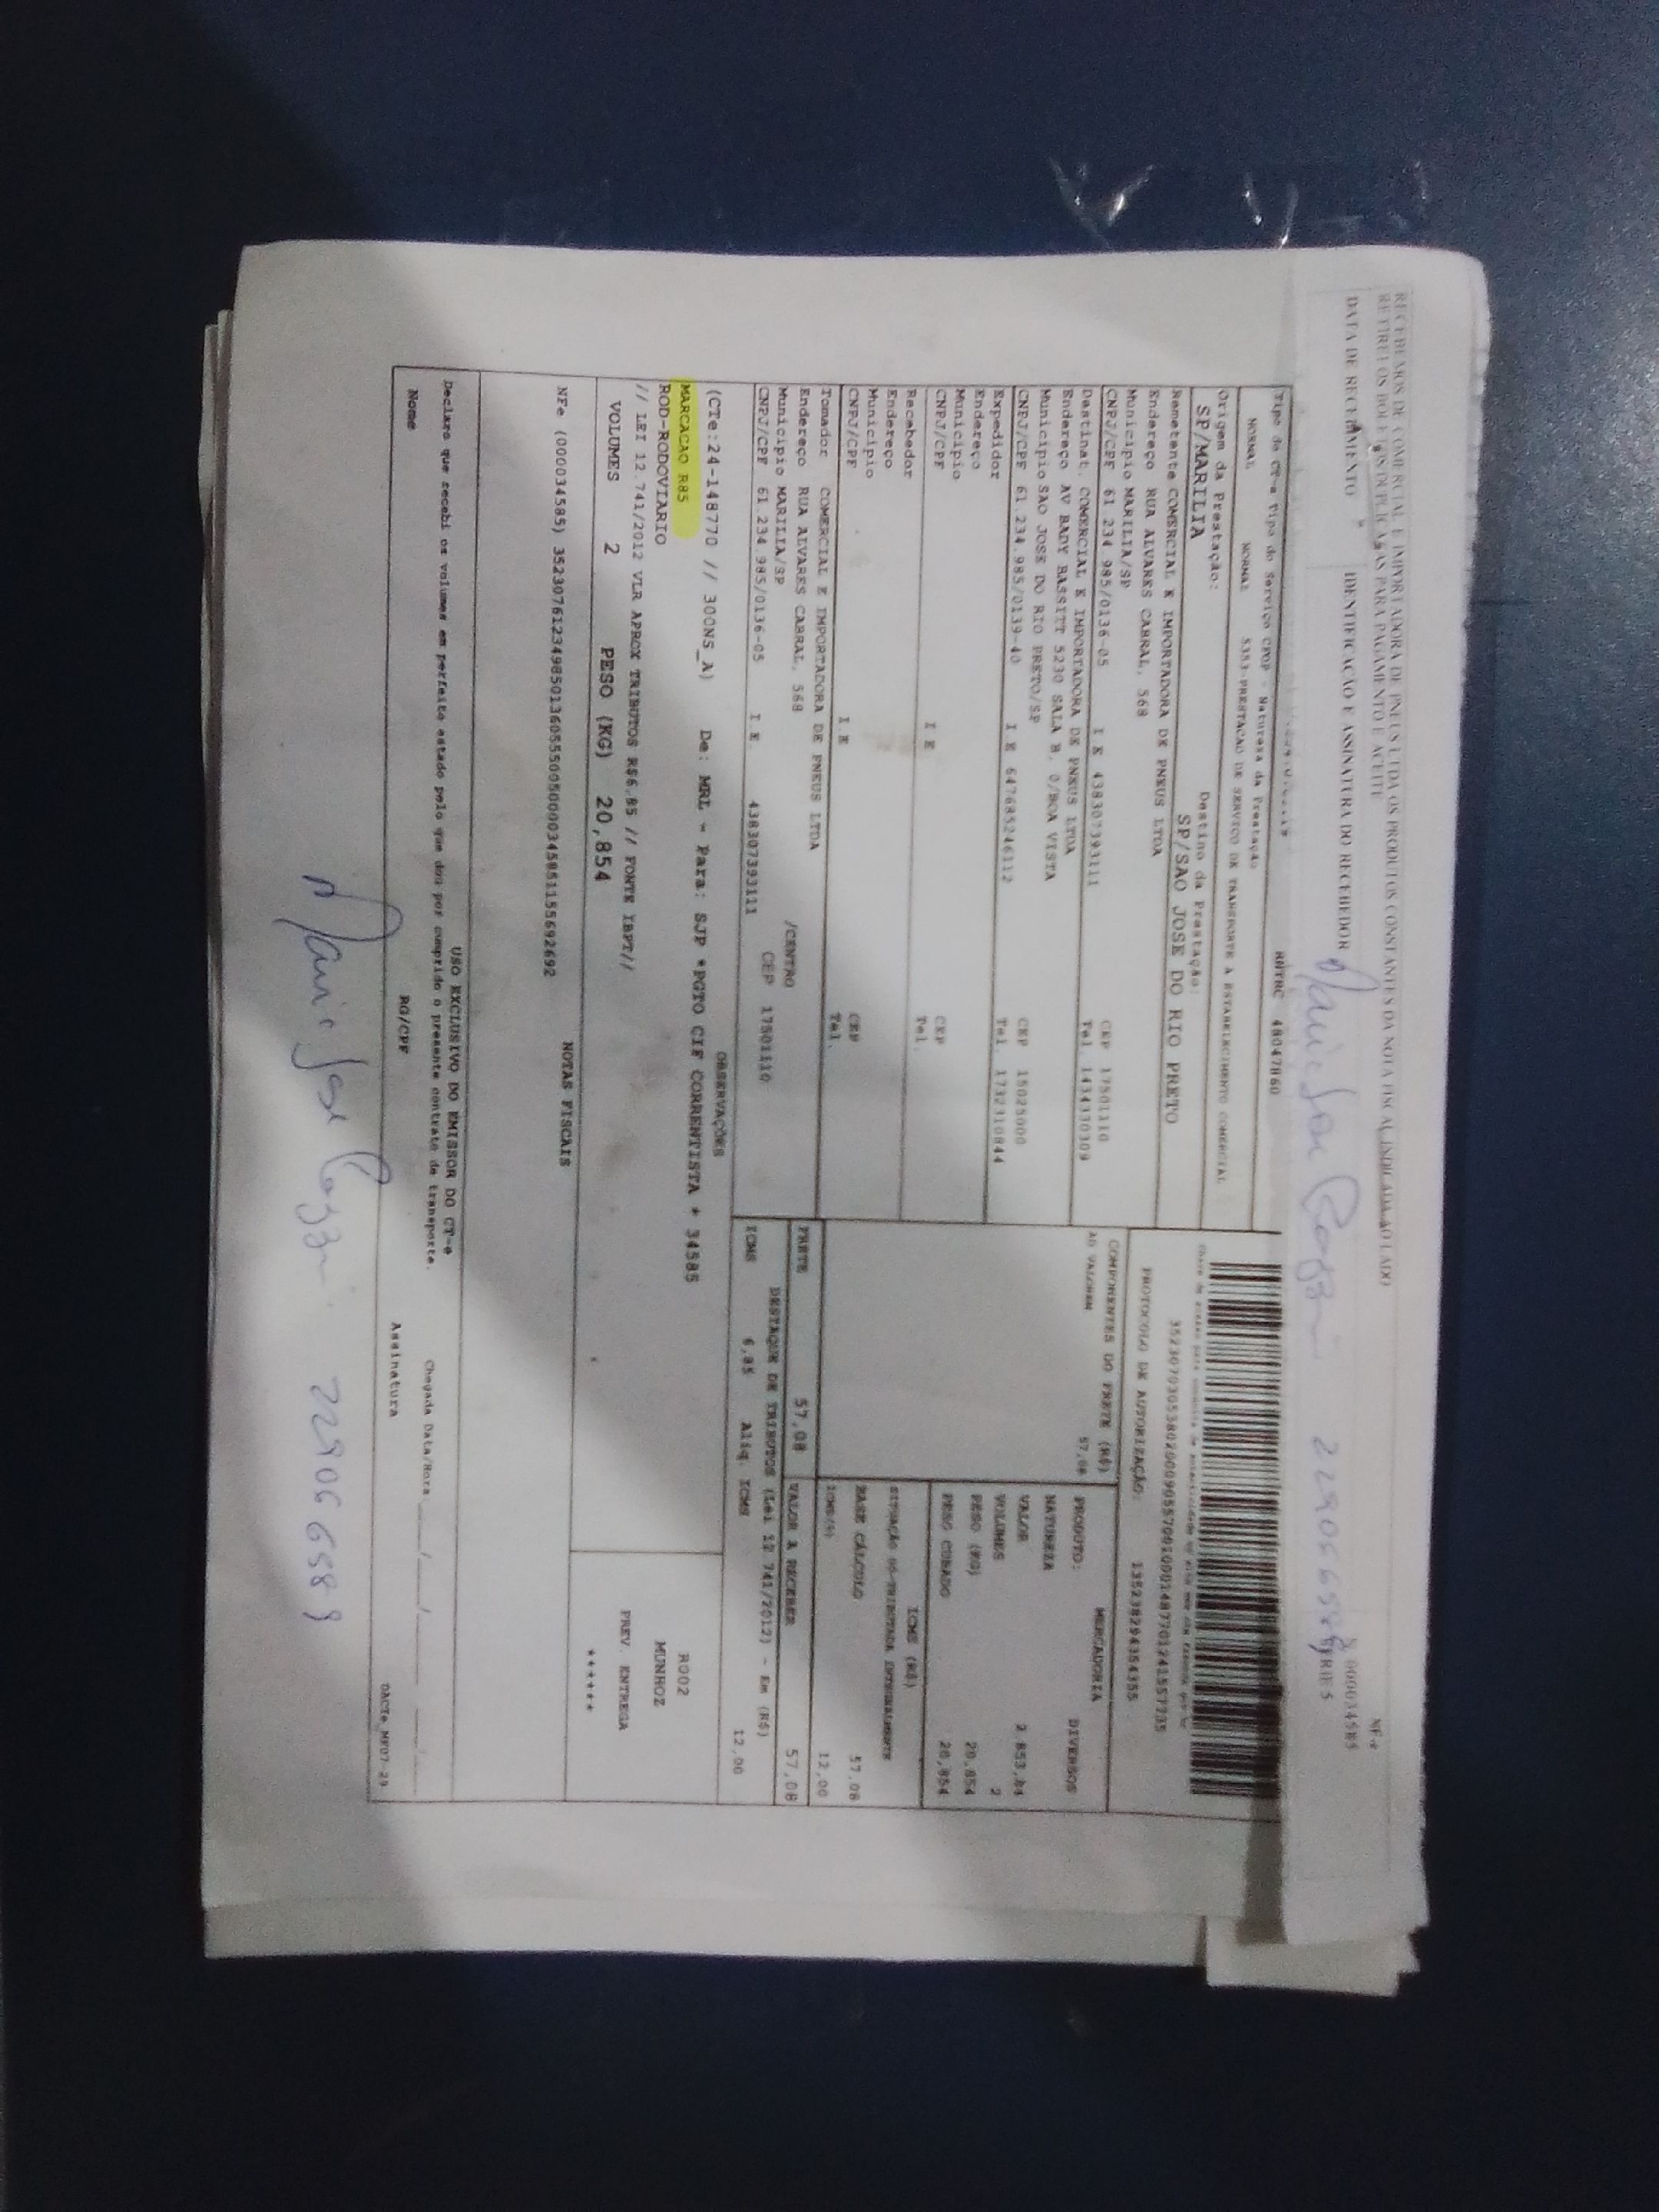 RECEBEMOS DE COMERCIAL E IMPORTADORA DE PNEUS LTDA OS PRODUTOS CONSTANTES DA NOTA FISCAL INDICADA AO LADO
PARA PAGAMENTO E ACEITE
NF-e
DATA DE RECEBIMENTO
IDENTIFICAÇÃO E ASSINATURA DO RECEBEDOR
000034585
Tipo do CT-e Tipo do Serviço CFOP - Natureza da Prestação
RNTRC 48047860
NORMAL NORMAL 5353-PRESTACAO DE SERVICO DE TRANSPORTE A ESTABELECIMENTO COMERCIAL
Origem da Prestação: Destino da Prestação:
SP/MARILIA SP/SAO JOSE DO RIO PRETO
PROTOCOLO DE AUTORIZAÇÃO: 135238294354355
Remetente COMERCIAL E IMPORTADORA DE PNEUS LTDA
Endereço RUA ALVARES CABRAL, 568
Município MARILIA/SP CEP 17501110
CNPJ/CPF 61.234.985/0136-05 I.E 438307393111 Tel. 1434330309
Destinat. COMERCIAL E IMPORTADORA DE PNEUS LTDA
Endereço AV BADY BASSITT 5230 SALA B, 0/BOA VISTA
Município SAO JOSE DO RIO PRETO/SP CEP 15025000
CNPJ/CPF 61.234.985/0139-40 I.E 647685246112 Tel. 1732310844
Expedidor
Endereço
Município CEP
CNPJ/CPF I E Tel.
Recebedor
Endereço
Município CEP
CNPJ/CPF I E Tel.
COMPONENTES DO FRETE (R$)
AD VALOREM 57,08
MERCADORIA
PRODUTO: DIVERSOS
NATUREZA
VALOR 2.853,84
VOLUMES 2
PESO (KG) 20,854
PESO CUBADO 20,854
ICMS (R$)
SITUAÇÃO 00-TRIBUTADA INTEGRALMENTE
BASE CÁLCULO 57,08
ICMS(%) 12,00
Tomador COMERCIAL E IMPORTADORA DE PNEUS LTDA
Endereço RUA ALVARES CABRAL, 568 /CENTRO
Município MARILIA/SP CEP 17501110
CNPJ/CPF 61.234.985/0136-05 I.E. 438307393111
FRETE 57,08 VALOR A RECEBER 57,08
DESTAQUE DE TRIBUTOS (Lei 12.741/2012) - Em (R$)
ICMS 6,85 Aliq. ICMS 12,00
OBSERVAÇÕES
(CTe:24-148770 // 30ON5_A) De: MRL - Para: SJP *PGTO CIF CORRENTISTA * 34585
MARCACAO R85
ROD-RODOVIARIO
// LEI 12.741/2012 VLR APROX TRIBUTOS R$6,85 // FONTE IBPT//
VOLUMES 2 PESO (KG) 20,854
R002
MUNHOZ
PREV. ENTREGA
******
NOTAS FISCAIS
NFe (000034585) 35230761234985013605550050000345851155692692
USO EXCLUSIVO DO EMISSOR DO CT-e
Declaro que recebi os volumes em perfeito estado pelo que dou por cumprido o presente contrato de transporte.
Chegada Data/Hora: ___/___/___
Nome RG/CPF Assinatura